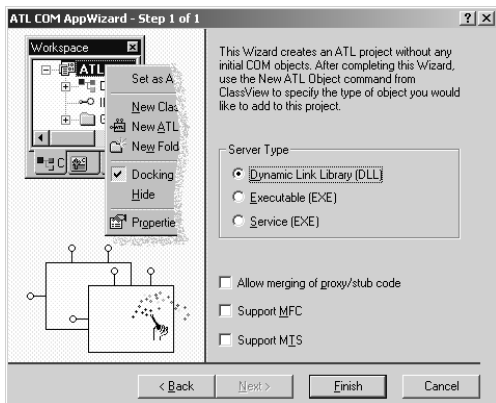 ATL COM AppWizard - Step 1 of 1
Workspace
ATL
Set as A
New Clas
New ATL
New Fold
Docking
Hide
Propertie
This Wizard creates an ATL project without any
initial COM objects. After completing this Wizard,
use the New ATL Object command from
ClassView to specify the type of object you would
like to add to this project.
Server Type
Dynamic Link Library (DLL)
Executable (EXE)
Service (EXE)
Allow merging of proxy/stub code
Support MFC
Support MTS
< Back
Next >
Finish
Cancel